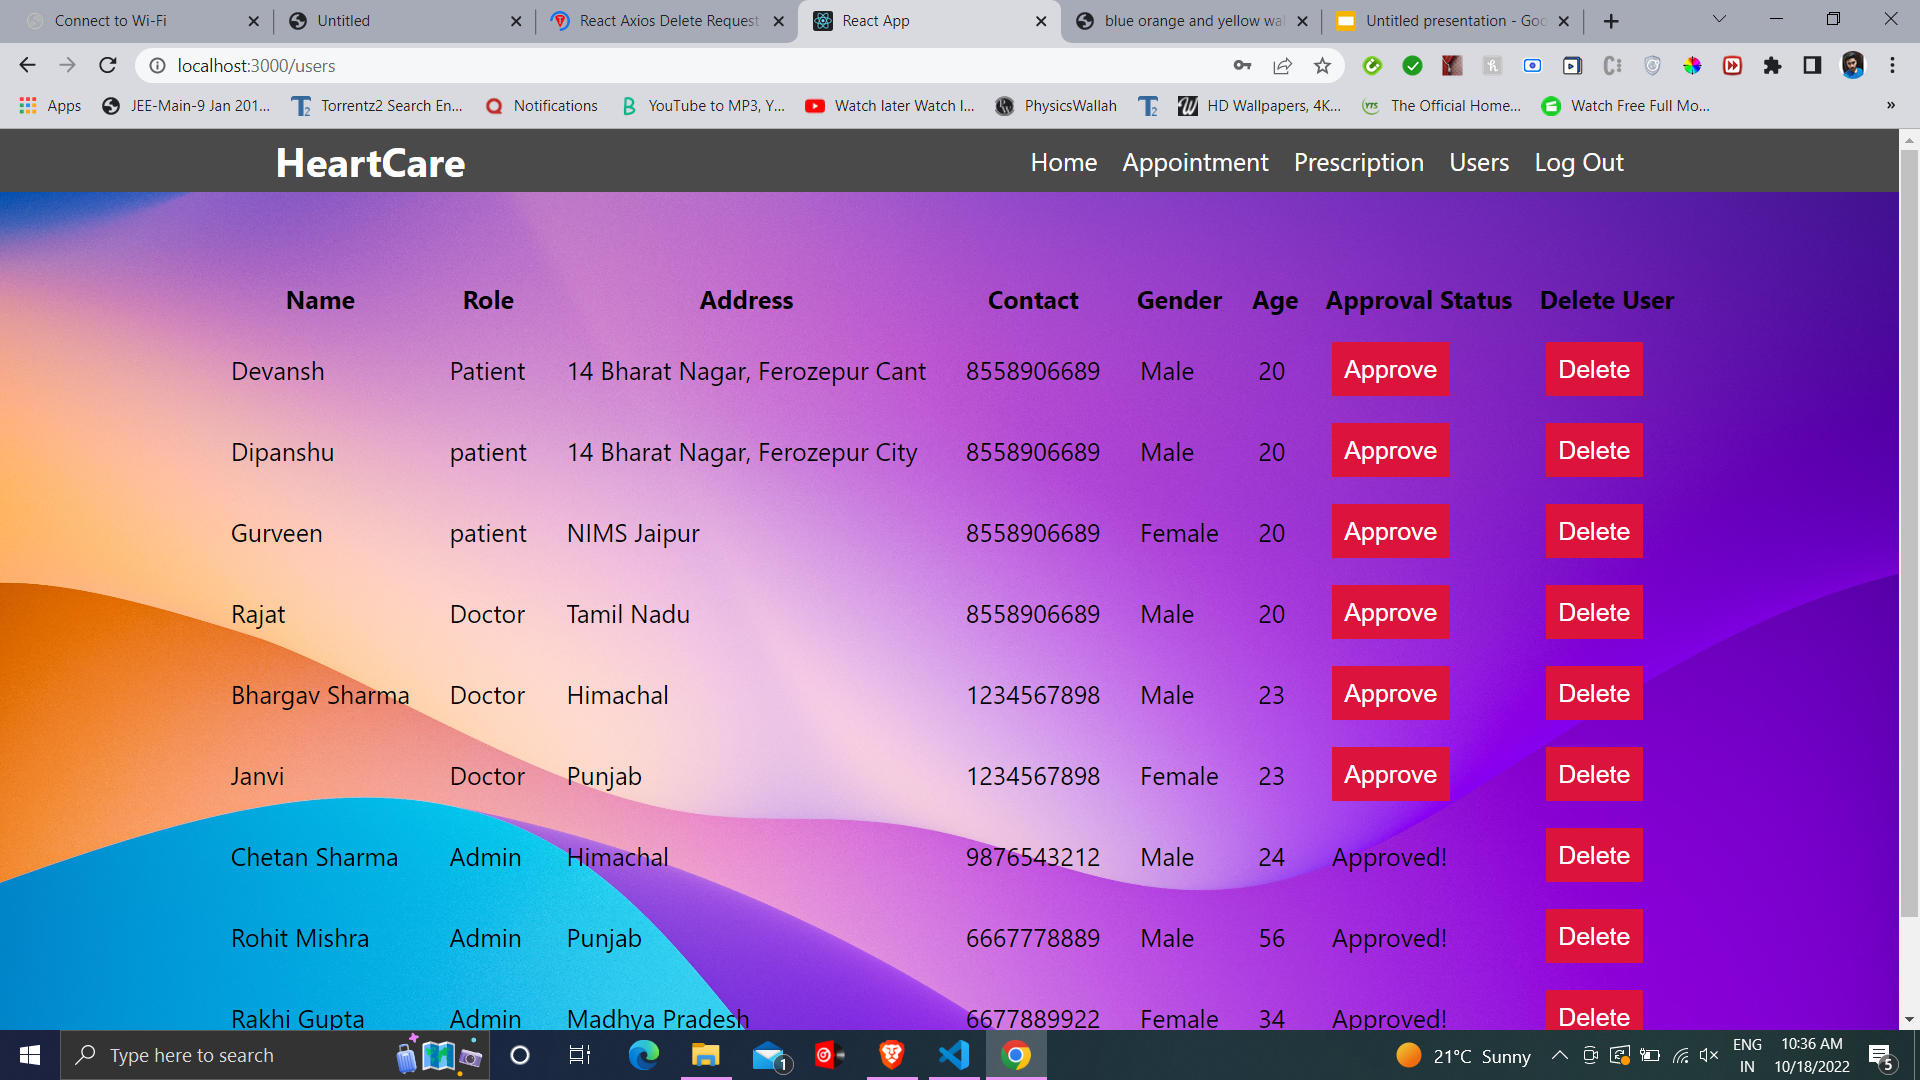 Connect to Wi-Fi Untitled React Axios Delete Request React App blue orange and yellow wal Untitled presentation - Goo
localhost:3000/users
Apps JEE-Main-9 Jan 201... Torrentz2 Search En... Notifications YouTube to MP3, Y... Watch later Watch l... PhysicsWallah HD Wallpapers, 4K... The Official Home... Watch Free Full Mo... »
HeartCare Home Appointment Prescription Users Log Out
Name Role Address Contact Gender Age Approval Status Delete User
Devansh Patient 14 Bharat Nagar, Ferozepur Cant 8558906689 Male 20 Approve Delete
Dipanshu patient 14 Bharat Nagar, Ferozepur City 8558906689 Male 20 Approve Delete
Gurveen patient NIMS Jaipur 8558906689 Female 20 Approve Delete
Rajat Doctor Tamil Nadu 8558906689 Male 20 Approve Delete
Bhargav Sharma Doctor Himachal 1234567898 Male 23 Approve Delete
Janvi Doctor Punjab 1234567898 Female 23 Approve Delete
Chetan Sharma Admin Himachal 9876543212 Male 24 Approved! Delete
Rohit Mishra Admin Punjab 6667778889 Male 56 Approved! Delete
Rakhi Gupta Admin Madhya Pradesh 6677889922 Female 34 Approved! Delete
Type here to search 1 21°C Sunny ENG 10:36 AM
IN 10/18/2022 5